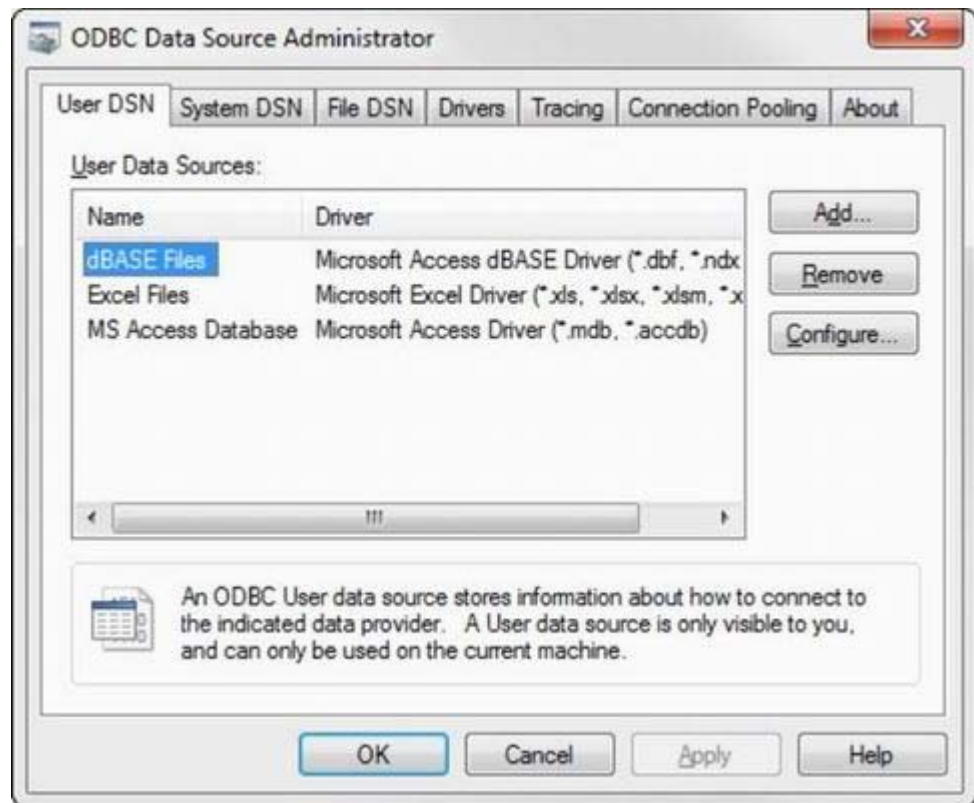 ODBC Data Source Administrator
User DSN System DSN File DSN Drivers Tracing Connection Pooling About
User Data Sources:
Name Driver
dBASE Files Microsoft Access dBASE Driver (*.dbf, *.ndx
Excel Files Microsoft Excel Driver (*.xls, *.xlsx, *.xlsm, *.x
MS Access Database Microsoft Access Driver (*.mdb, *.accdb)
Add...
Remove
Configure...
An ODBC User data source stores information about how to connect to
the indicated data provider. A User data source is only visible to you,
and can only be used on the current machine.
OK Cancel Apply Help